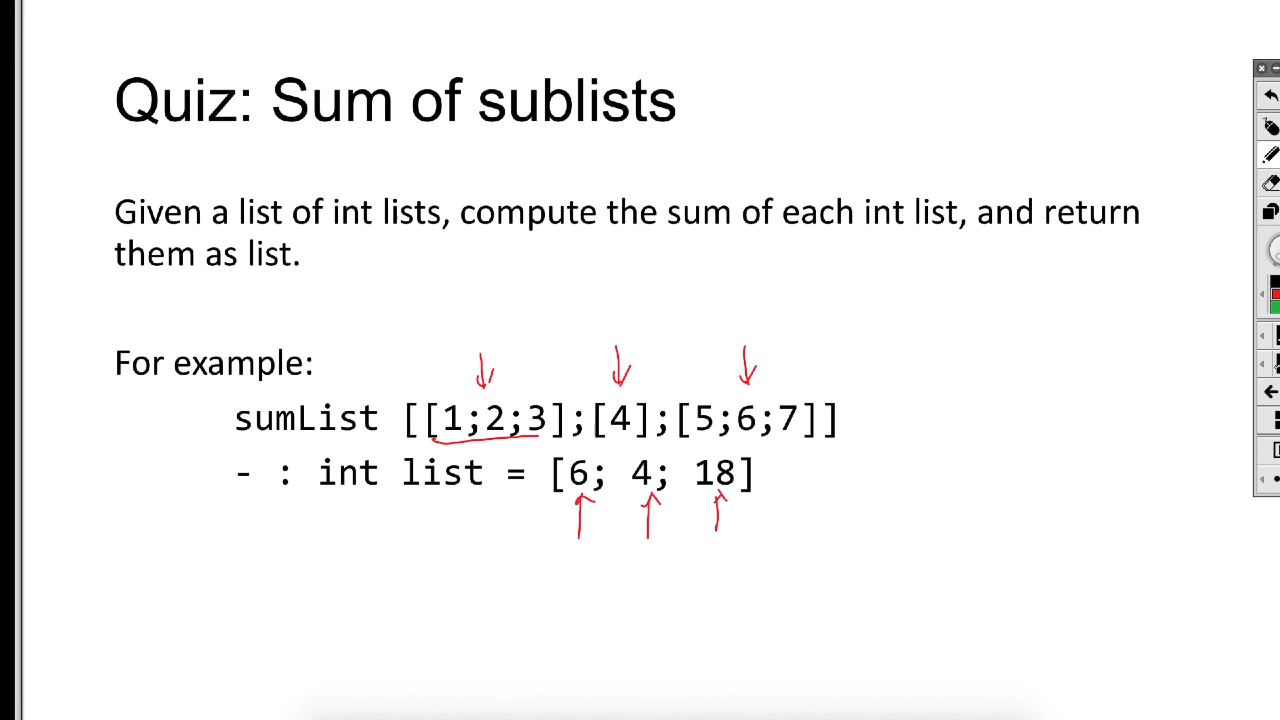 Quiz: Sum of sublists
Given a list of int lists, compute the sum of each int list, and return
them as list.
For example:
sumList [[1;2;3];[4];[5;6;7]]
- : int list = [6; 4; 18]